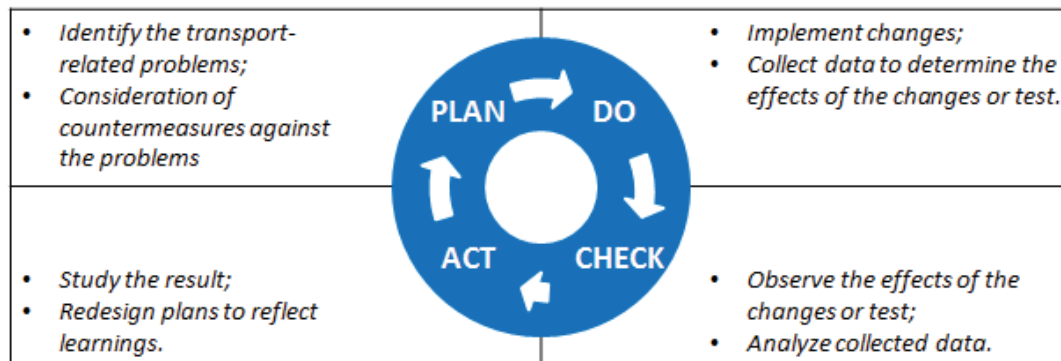 • Identify the transport-
related problems;
• Consideration of
countermeasures against
the problems
PLAN
DO
• Implement changes;
• Collect data to determine the
effects of the changes or test.
• Study the result;
• Redesign plans to reflect
learnings.
ACT
CHECK
• Observe the effects of the
changes or test;
• Analyze collected data.